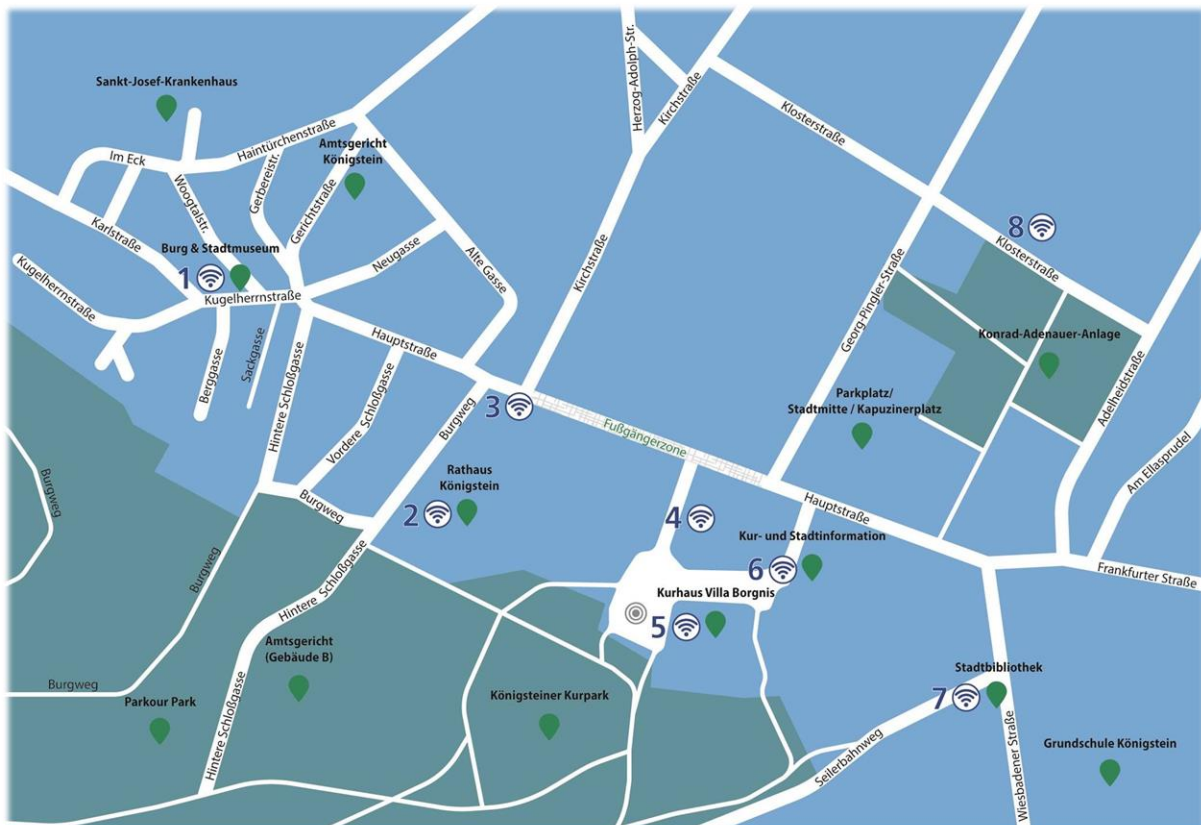 Sankt-Josef-Krankenhaus
Herzog-Adolph-Str.
Kirchstraße
Klosterstraße
Haintürchenstraße
Amtsgericht
Königstein
Im Eck
Gerbereistr.
Gerichtstraße
Woogtalstr.
Karlstraße
Burg & Stadtmuseum
1
Kugelherrnstraße
Kugelherrnstraße
Neugasse
Alte Gasse
Kirchstraße
8
Klosterstraße
Georg-Pingler-Straße
Konrad-Adenauer-Anlage
Adelheidstraße
Am Ellasprudel
Hauptstraße
Sackgasse
Berggasse
Hintere Schloßgasse
Vordere Schloßgasse
Burgweg
3
Fußgängerzone
Parkplatz/
Stadtmitte / Kapuzinerplatz
Rathaus
Königstein
2
Burgweg
Burgweg
Burgweg
4
Hauptstraße
Kur- und Stadtinformation
6
Frankfurter Straße
Hintere Schloßgasse
Kurhaus Villa Borgnis
5
Amtsgericht
(Gebäude B)
Burgweg
Parkour Park
Hintere Schloßgasse
Königsteiner Kurpark
Stadtbibliothek
7
Seilerbahnweg
Wiesbadener Straße
Grundschule Königstein